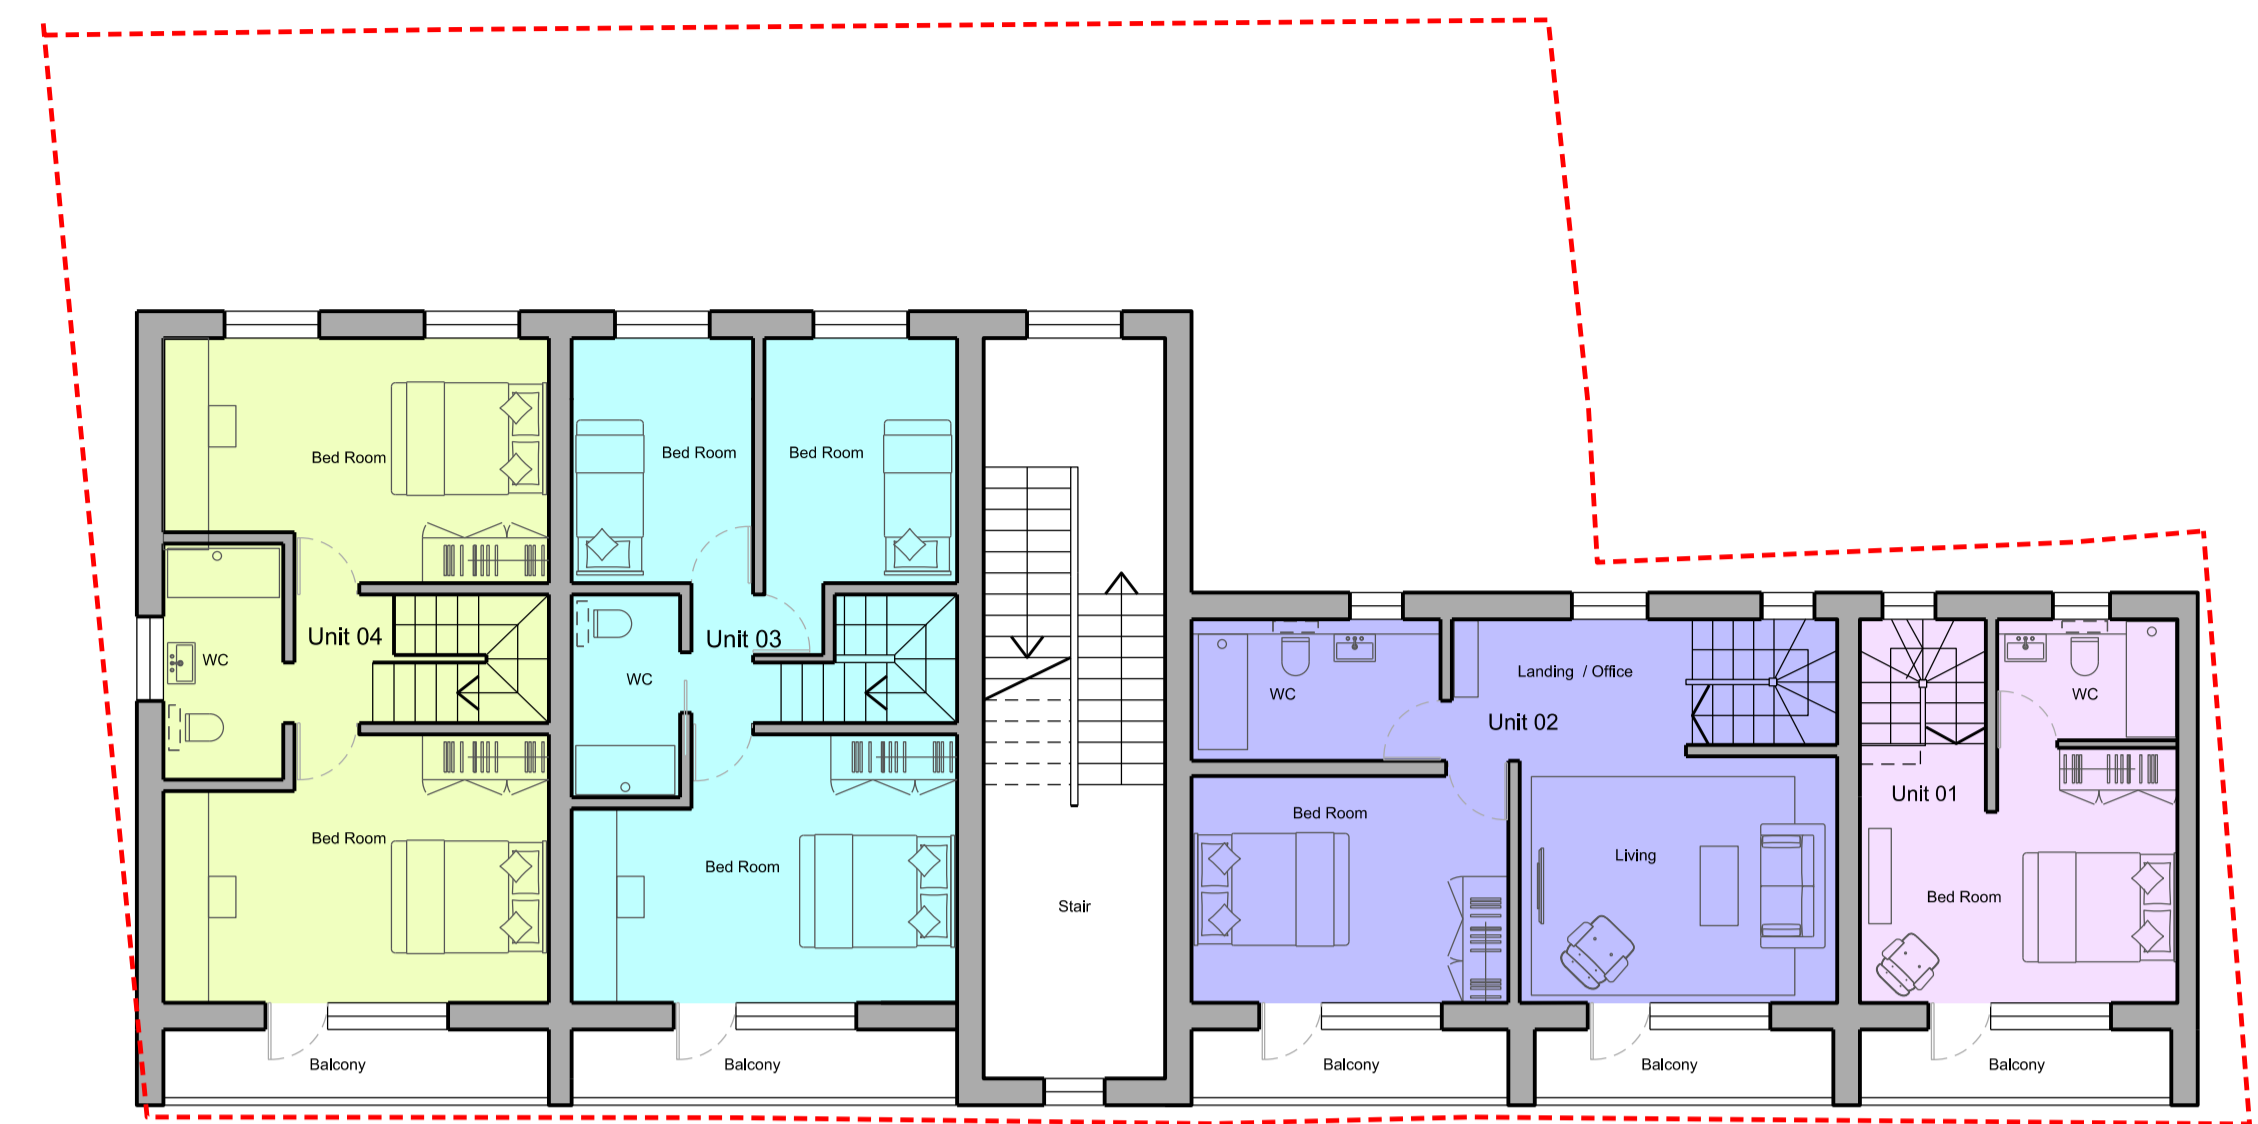 Bed Room
Bed Room
Bed Room
Unit 04
Unit 03
WC
WC
Landing / Office
WC
WC
Unit 02
Unit 01
Bed Room
Bed Room
Bed Room
Living
Bed Room
Stair
Balcony
Balcony
Balcony
Balcony
Balcony